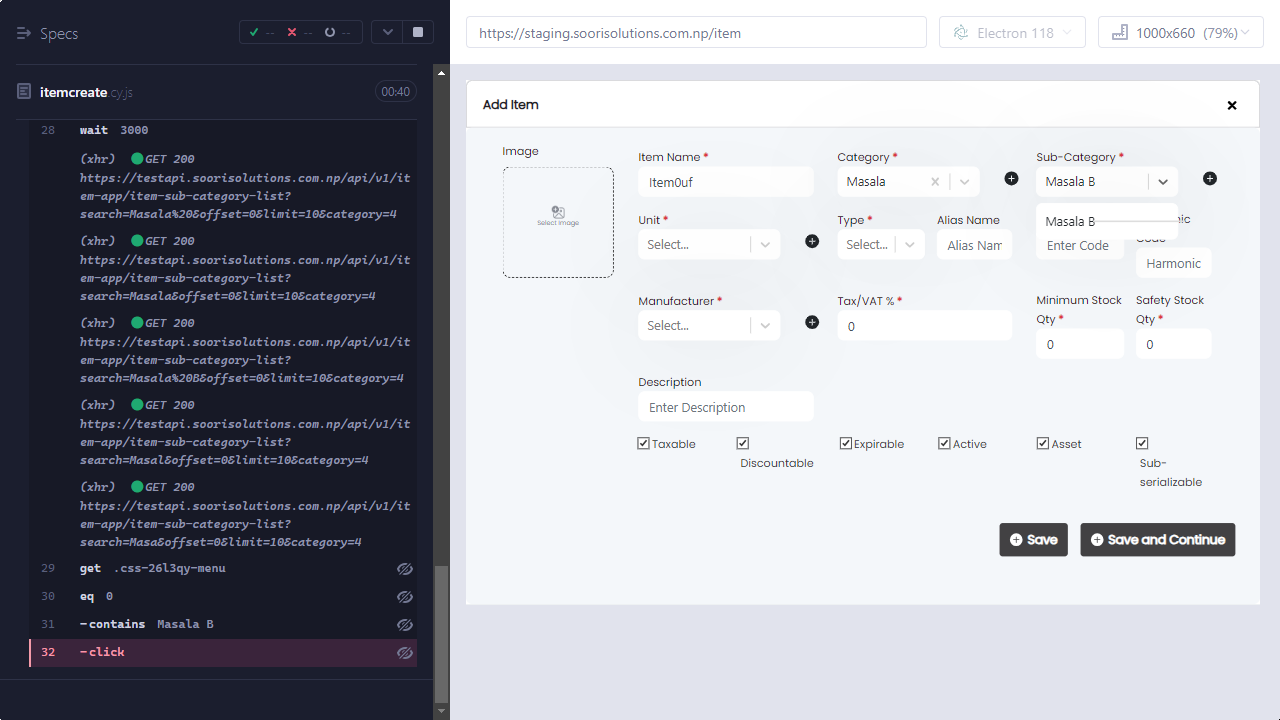 Specs
--
--
--
https://staging.soorisolutions.com.np/item
Electron 118
1000x660 (79%)
itemcreate.cy.js
00:40
28 wait 3000
(xhr) GET 200
https://testapi.soorisolutions.com.np/api/v1/it
em-app/item-sub-category-list?
search=Masala%20&offset=0&limit=10&category=4
(xhr) GET 200
https://testapi.soorisolutions.com.np/api/v1/it
em-app/item-sub-category-list?
search=Masala&offset=0&limit=10&category=4
(xhr) GET 200
https://testapi.soorisolutions.com.np/api/v1/it
em-app/item-sub-category-list?
search=Masala%20B&offset=0&limit=10&category=4
(xhr) GET 200
https://testapi.soorisolutions.com.np/api/v1/it
em-app/item-sub-category-list?
search=Masal&offset=0&limit=10&category=4
(xhr) GET 200
https://testapi.soorisolutions.com.np/api/v1/it
em-app/item-sub-category-list?
search=Masa&offset=0&limit=10&category=4
29 get .css-26l3qy-menu
30 eq 0
31 -contains Masala B
32 -click
Add Item
Image
Select Image
Item Name *
Item0uf
Category *
Masala
Sub-Category *
Masala B
Masala B
Unit *
Select...
Type *
Select...
Alias Name
Alias Nam
Enter Code
Harmonic
Manufacturer *
Select...
Tax/VAT % *
0
Minimum Stock
Qty *
0
Safety Stock
Qty *
0
Description
Enter Description
Taxable
Discountable
Expirable
Active
Asset
Sub-
serializable
Save
Save and Continue